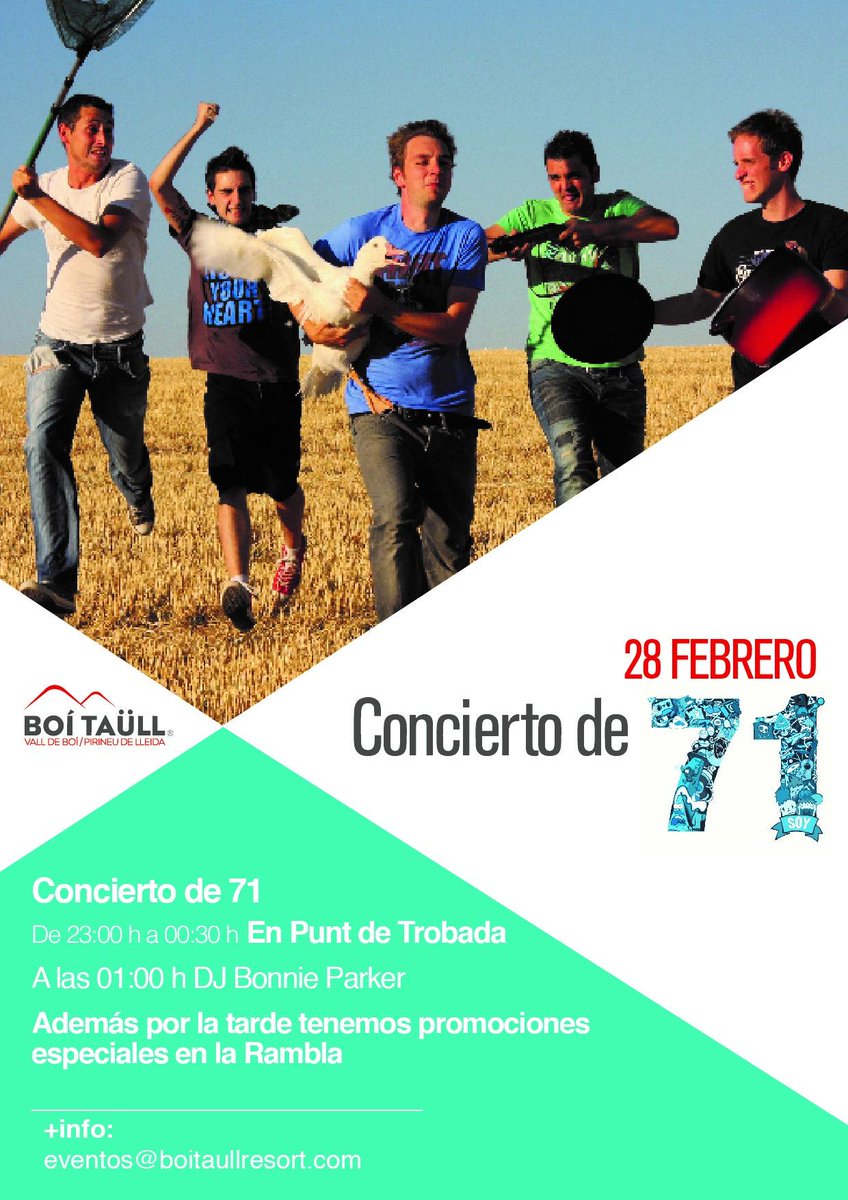 YOUR
HEART
28 FEBRERO
Concierto de 71
SOY
BOÍ TAÜLL®
VALL DE BOÍ/PIRINEU DE LLEIDA
Concierto de 71
De 23:00 h a 00:30 h En Punt de Trobada
A las 01:00 h DJ Bonnie Parker
Además por la tarde tenemos promociones
especiales en la Rambla
+info:
eventos@boitaullresort.com